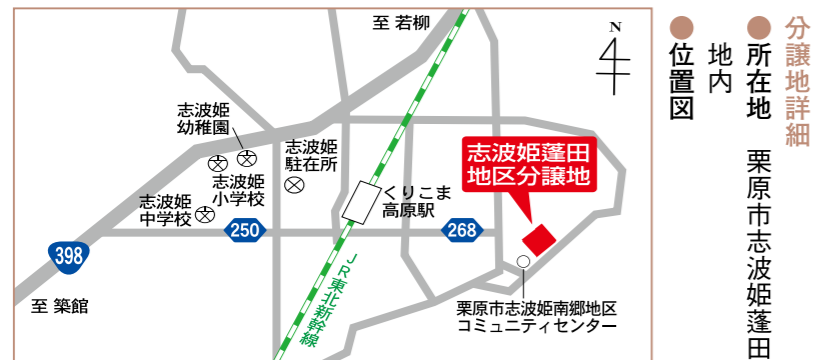 分譲地詳細
●所在地　栗原市志波姫蓬田
地内
●位置図
至 若柳
N
志波姫
幼稚園
志波姫
駐在所
志波姫
小学校
志波姫
中学校
志波姫蓬田
地区分譲地
くりこま
高原駅
250
268
398
至 築館
JR東北新幹線
栗原市志波姫南郷地区
コミュニティセンター